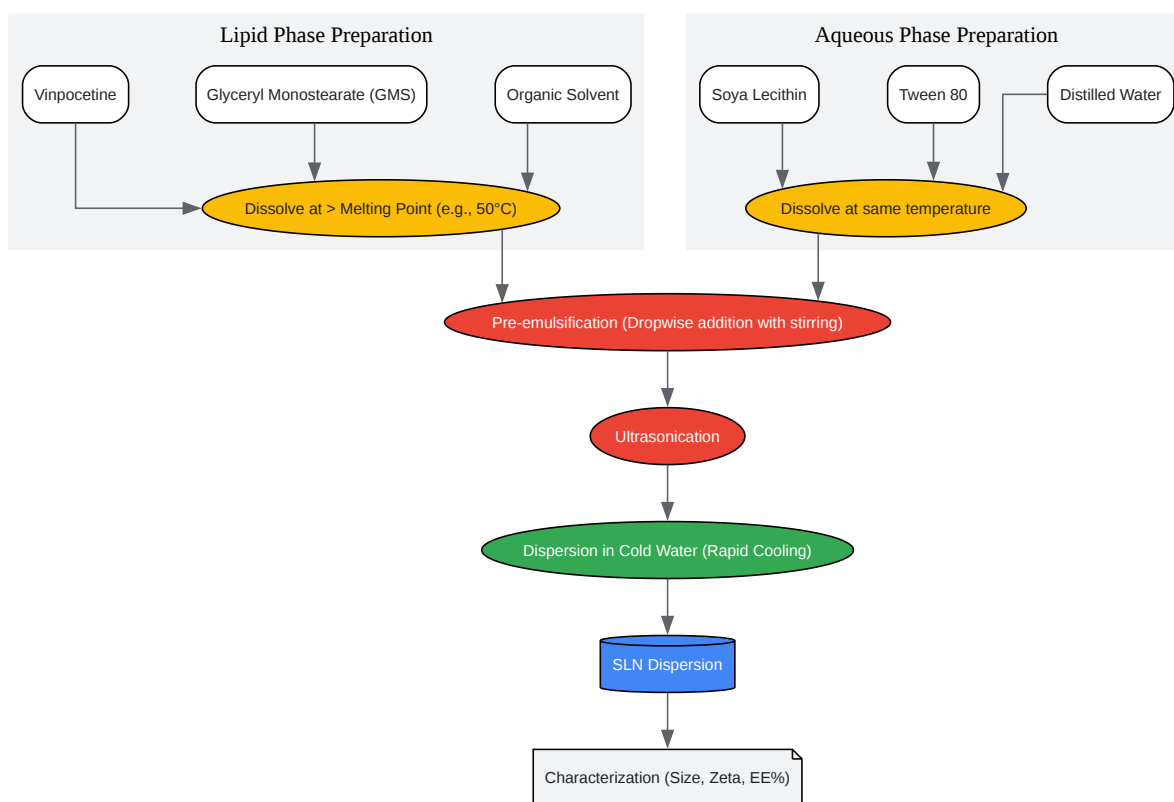 Lipid Phase Preparation
Aqueous Phase Preparation
Vinpocetine
Glyceryl Monostearate (GMS)
Organic Solvent
Soya Lecithin
Tween 80
Distilled Water
Dissolve at > Melting Point (e.g., 50°C)
Dissolve at same temperature
Pre-emulsification (Dropwise addition with stirring)
Ultrasonication
Dispersion in Cold Water (Rapid Cooling)
SLN Dispersion
Characterization (Size, Zeta, EE%)